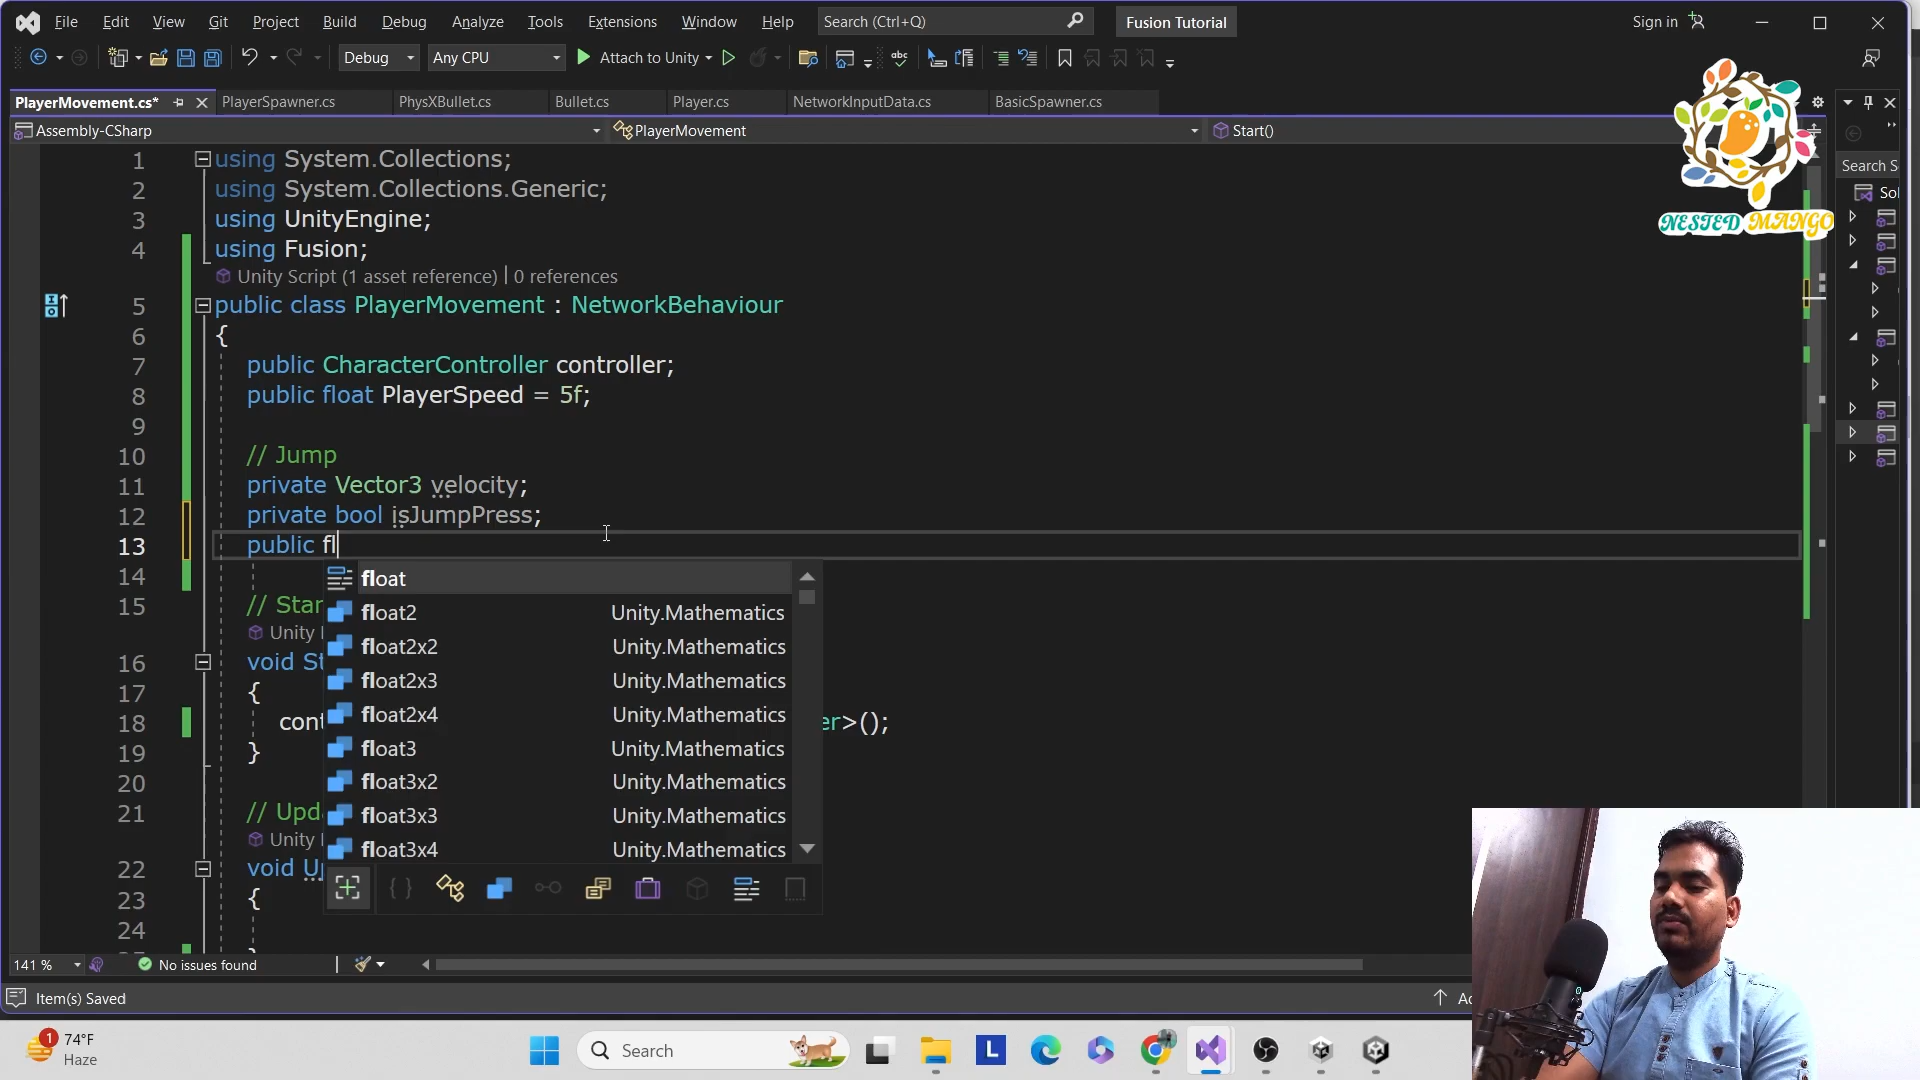 File Edit View Git Project Build Debug Analyze Tools Extensions Window Help Search (Ctrl+Q) Fusion Tutorial Sign in
Debug Any CPU Attach to Unity abc
PlayerMovement.cs* PlayerSpawner.cs PhysXBullet.cs Bullet.cs Player.cs NetworkInputData.cs BasicSpawner.cs
Assembly-CSharp PlayerMovement Start()
NESTED MANGO
Search S
Sol
1 using System.Collections;
2 using System.Collections.Generic;
3 using UnityEngine;
4 using Fusion;
Unity Script (1 asset reference) | 0 references
5 public class PlayerMovement : NetworkBehaviour
6 {
7 public CharacterController controller;
8 public float PlayerSpeed = 5f;
9
10 // Jump
11 private Vector3 velocity;
12 private bool isJumpPress;
13 public fl
14
15 // Star
Unity
16 void St
17 {
18 cont er>();
19 }
20
21 // Upda
Unity
22 void Up
23 {
24
float
float2 Unity.Mathematics
float2x2 Unity.Mathematics
float2x3 Unity.Mathematics
float2x4 Unity.Mathematics
float3 Unity.Mathematics
float3x2 Unity.Mathematics
float3x3 Unity.Mathematics
float3x4 Unity.Mathematics
141 % No issues found
Item(s) Saved
1 74°F
Haze
Search
L